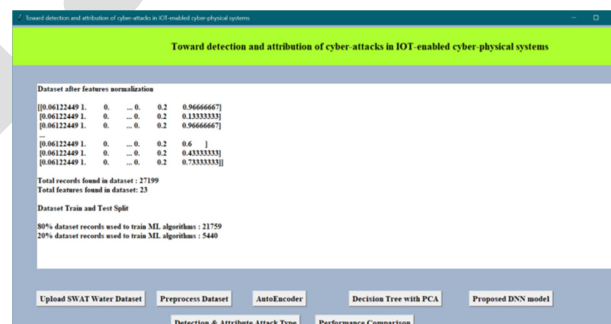 Toward detection and attribution of cyber-attacks in IOT-enabled cyber-physical systems
Toward detection and attribution of cyber-attacks in IOT-enabled cyber-physical systems
Dataset after features normalization
[[0.06122449 1. 0. ... 0. 0.2 0.96666667]
[0.06122449 1. 0. ... 0. 0.2 0.13333333]
[0.06122449 1. 0. ... 0. 0.2 0.96666667]
...
[0.06122449 1. 0. ... 0. 0.2 0.6 ]
[0.06122449 1. 0. ... 0. 0.2 0.43333333]
[0.06122449 1. 0. ... 0. 0.2 0.73333333]]
Total records found in dataset : 27199
Total features found in dataset: 23
Dataset Train and Test Split
80% dataset records used to train ML algorithms : 21759
20% dataset records used to train ML algorithms : 5440
Upload SWAT Water Dataset Preprocess Dataset AutoEncoder Decision Tree with PCA Proposed DNN model
Detection & Attribute Attack Type Performance Comparison